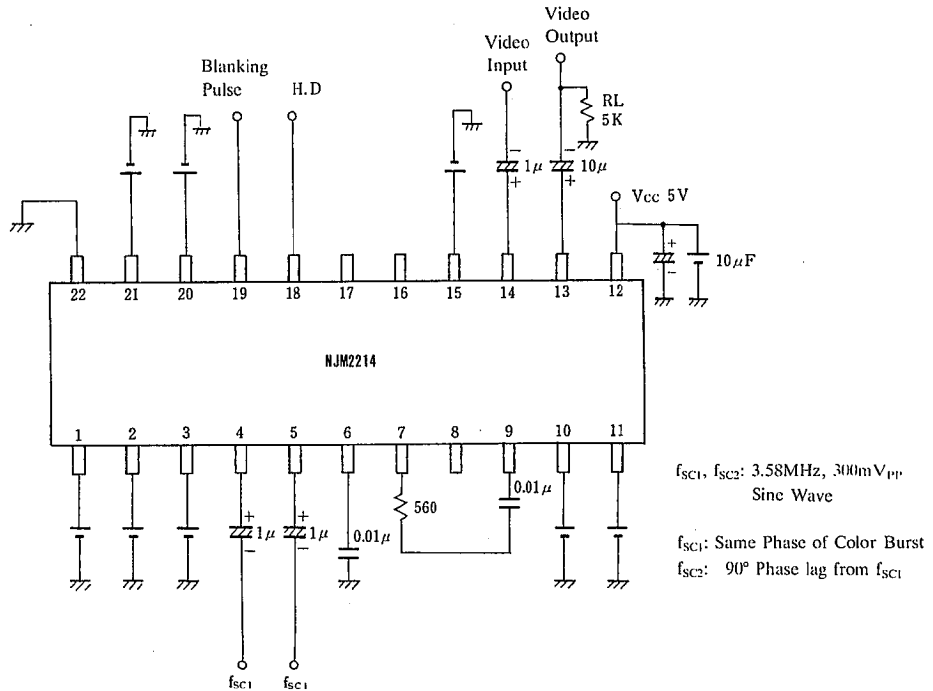 Video
Output
Video
Input
Blanking
Pulse
H.D
RL
5K
1μ
10μ
Vcc 5V
10μF
+
−
22 21 20 19 18 17 16 15 14 13 12
NJM2214
1 2 3 4 5 6 7 8 9 10 11
+
1μ
−
+
1μ
−
0.01μ
560
0.01μ
fSC1, fSC2: 3.58MHz, 300mVPP
Sine Wave
fSC1: Same Phase of Color Burst
fSC2: 90° Phase lag from fSC1
fSC1 fSC1